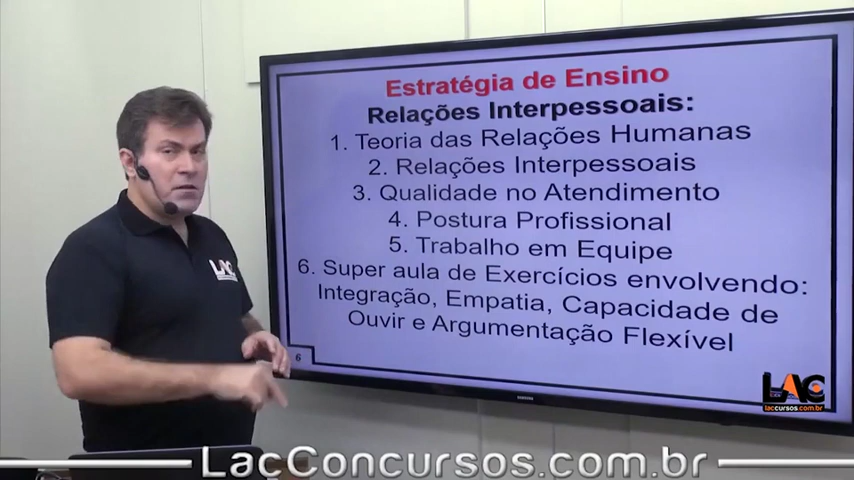 Estratégia de Ensino
Relações Interpessoais:
1. Teoria das Relações Humanas
2. Relações Interpessoais
3. Qualidade no Atendimento
4. Postura Profissional
5. Trabalho em Equipe
6. Super aula de Exercícios envolvendo:
Integração, Empatia, Capacidade de
Ouvir e Argumentação Flexível
6
LAC
LAC
laccursos.com.br
SAMSUNG
LacConcursos.com.br